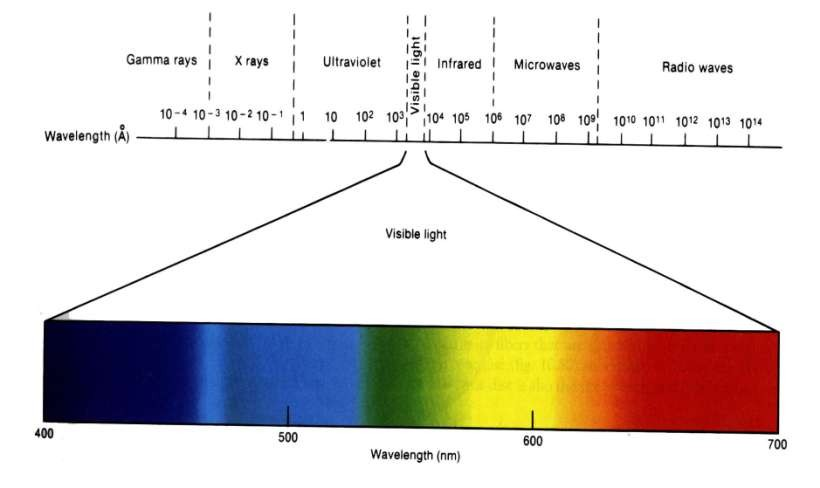 Gamma rays X rays Ultraviolet Visible light Infrared Microwaves Radio waves
10⁻⁴ 10⁻³ 10⁻² 10⁻¹ 1 10 10² 10³ 10⁴ 10⁵ 10⁶ 10⁷ 10⁸ 10⁹ 10¹⁰ 10¹¹ 10¹² 10¹³ 10¹⁴
Wavelength (Å)
Visible light
400 500 600 700
Wavelength (nm)